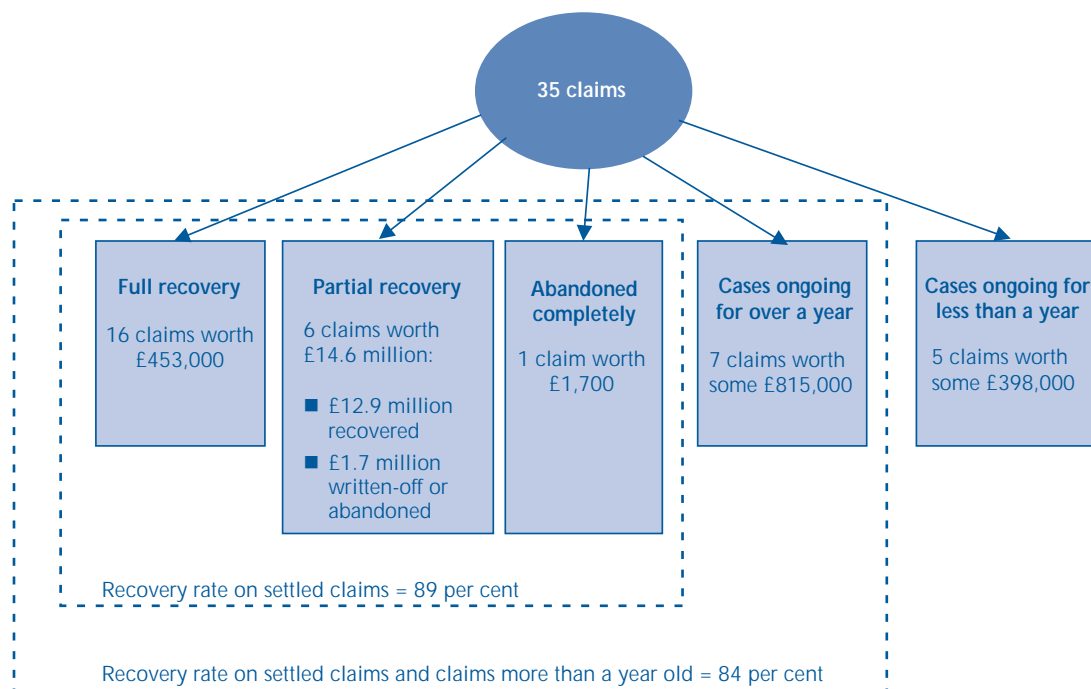 35 claims
Full recovery
16 claims worth
£453,000
Partial recovery
6 claims worth
£14.6 million:
■ £12.9 million
recovered
■ £1.7 million
written-off or
abandoned
Abandoned
completely
1 claim worth
£1,700
Cases ongoing
for over a year
7 claims worth
some £815,000
Cases ongoing for
less than a year
5 claims worth
some £398,000
Recovery rate on settled claims = 89 per cent
Recovery rate on settled claims and claims more than a year old = 84 per cent